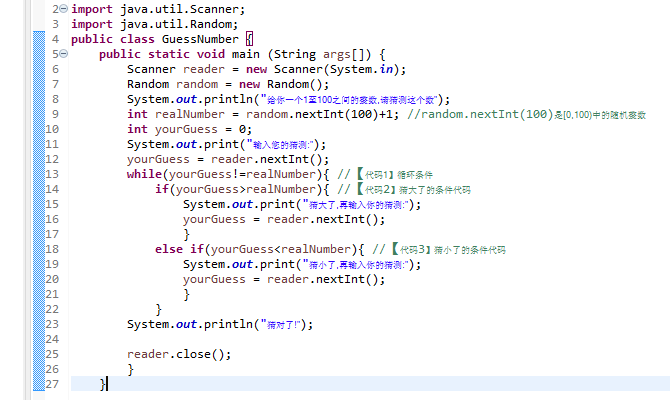 2 import java.util.Scanner;
3 import java.util.Random;
4 public class GuessNumber {
5 public static void main (String args[]) {
6 Scanner reader = new Scanner(System.in);
7 Random random = new Random();
8 System.out.println("给你一个1至100之间的整数,请猜测这个数");
9 int realNumber = random.nextInt(100)+1; //random.nextInt(100)是[0,100)中的随机整数
10 int yourGuess = 0;
11 System.out.print("输入您的猜测:");
12 yourGuess = reader.nextInt();
13 while(yourGuess!=realNumber){ //【代码1】循环条件
14 if(yourGuess>realNumber){ //【代码2】猜大了的条件代码
15 System.out.print("猜大了,再输入你的猜测:");
16 yourGuess = reader.nextInt();
17 }
18 else if(yourGuess<realNumber){ //【代码3】猜小了的条件代码
19 System.out.print("猜小了,再输入你的猜测:");
20 yourGuess = reader.nextInt();
21 }
22 }
23 System.out.println("猜对了!");
24
25 reader.close();
26 }
27 }